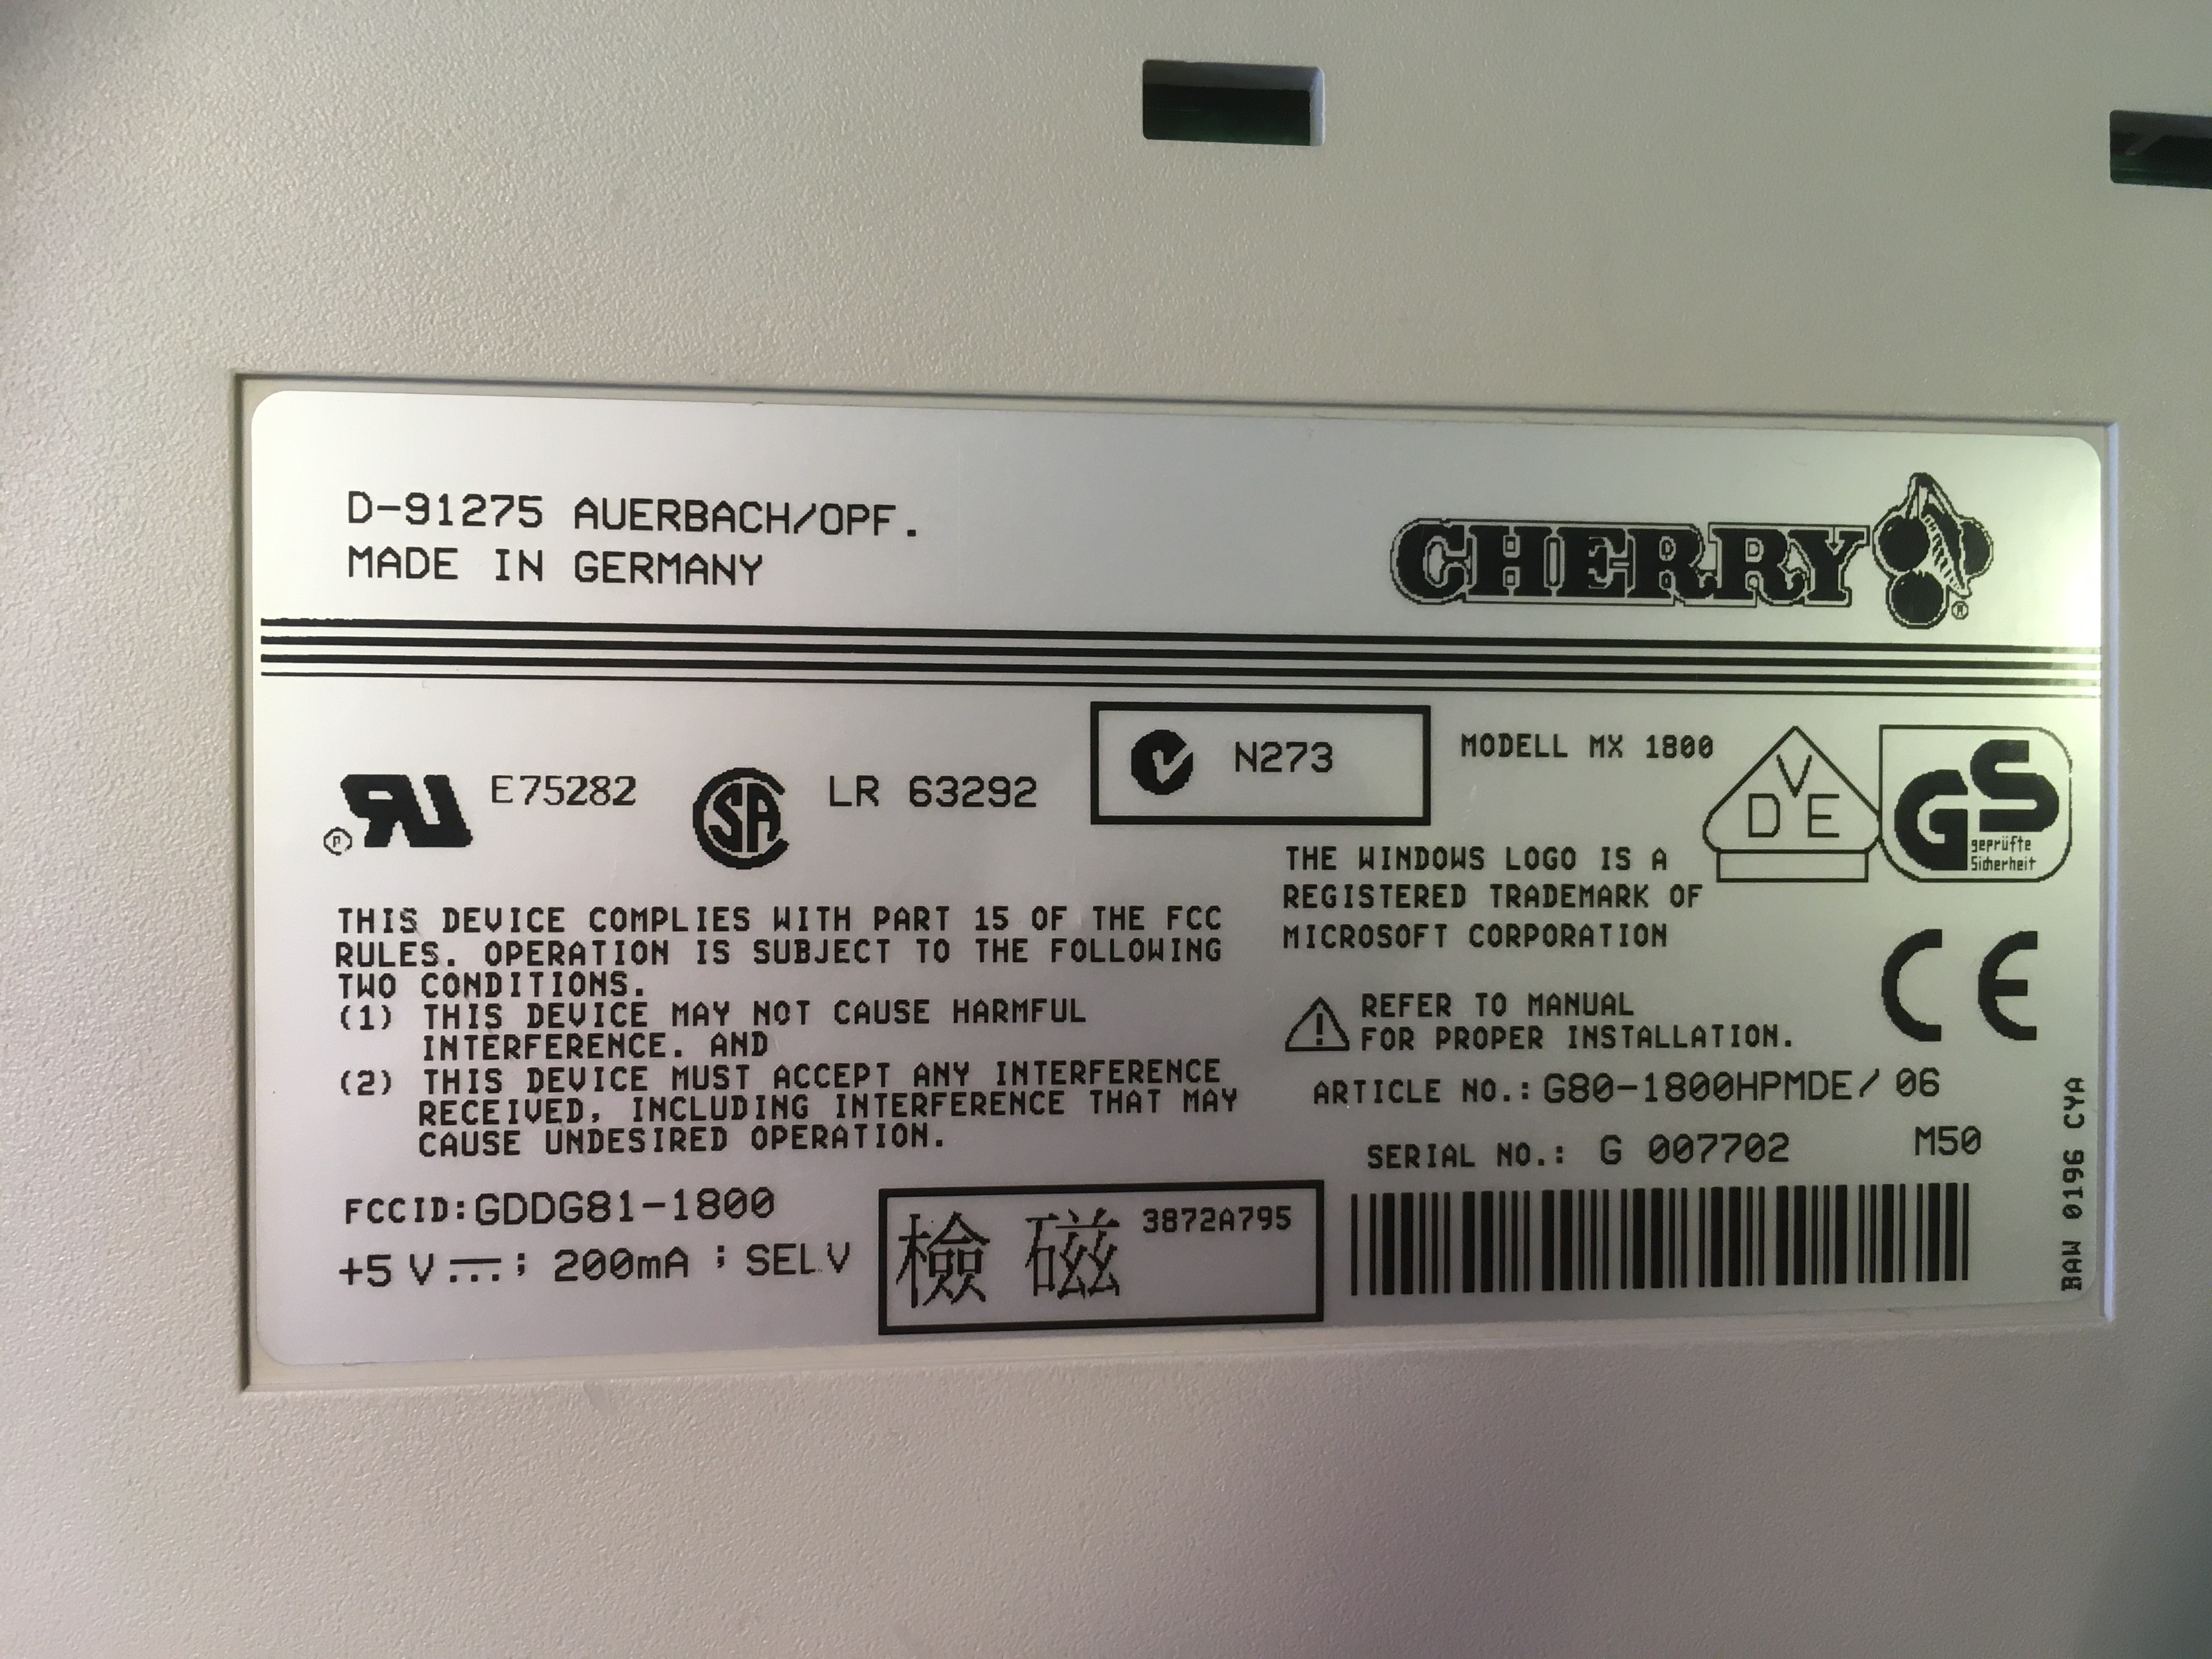 D-91275 AUERBACH/OPF.
MADE IN GERMANY
CHERRY
®
E75282
SA
LR 63292
N273
MODELL MX 1800
VDE
GS
geprüfte
Sicherheit
®
THE WINDOWS LOGO IS A
REGISTERED TRADEMARK OF
MICROSOFT CORPORATION
THIS DEVICE COMPLIES WITH PART 15 OF THE FCC
RULES. OPERATION IS SUBJECT TO THE FOLLOWING
TWO CONDITIONS.
(1) THIS DEVICE MAY NOT CAUSE HARMFUL
INTERFERENCE. AND
(2) THIS DEVICE MUST ACCEPT ANY INTERFERENCE
RECEIVED, INCLUDING INTERFERENCE THAT MAY
CAUSE UNDESIRED OPERATION.
CE
! REFER TO MANUAL
FOR PROPER INSTALLATION.
ARTICLE NO.: G80-1800HPMDE/ 06
SERIAL NO.: G 007702 M50
FCCID:GDDG81-1800
+5 V ; 200mA ; SELV
檢 磁 3872A795
BAW 0196 CYA